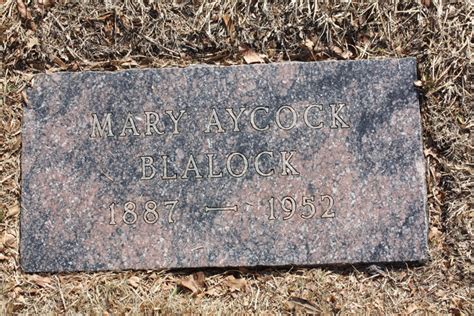 MARY AYCOCK
BLALOCK
1887 — 1952